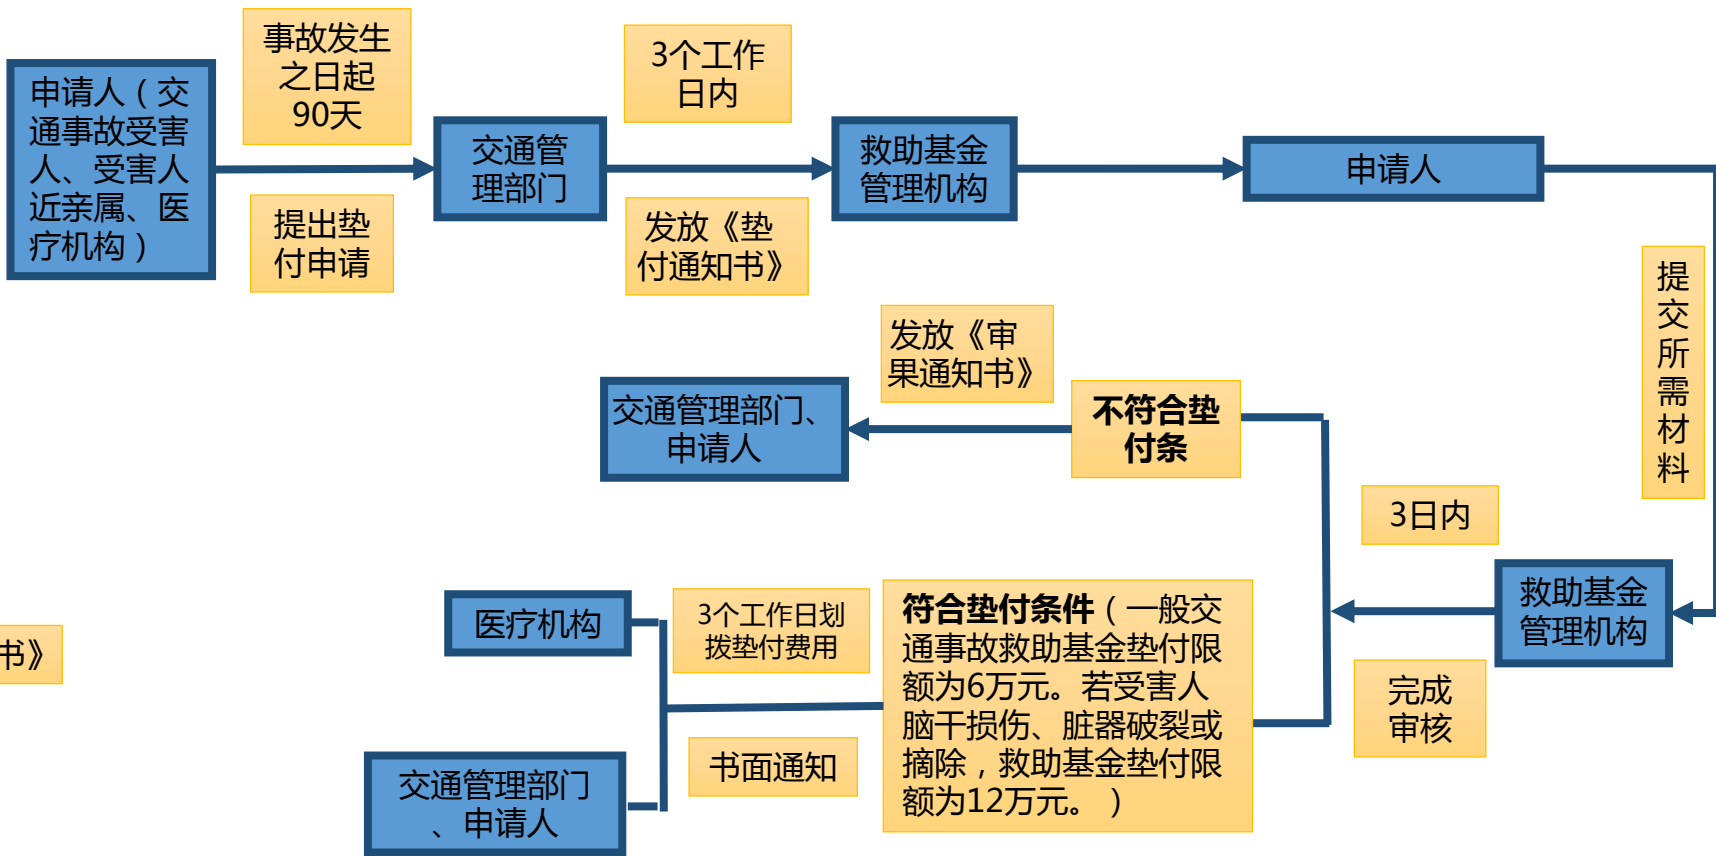 申请人（交
通事故受害
人、受害人
近亲属、医
疗机构）
事故发生
之日起
90天
提出垫
付申请
交通管
理部门
3个工作
日内
发放《垫
付通知书》
救助基金
管理机构
申请人
提
交
所
需
材
料
救助基金
管理机构
3日内
完成
审核
不符合垫
付条
发放《审
果通知书》
交通管理部门、
申请人
符合垫付条件（一般交
通事故救助基金垫付限
额为6万元。若受害人
脑干损伤、脏器破裂或
摘除，救助基金垫付限
额为12万元。）
3个工作日划
拨垫付费用
书面通知
医疗机构
交通管理部门
、申请人
书》